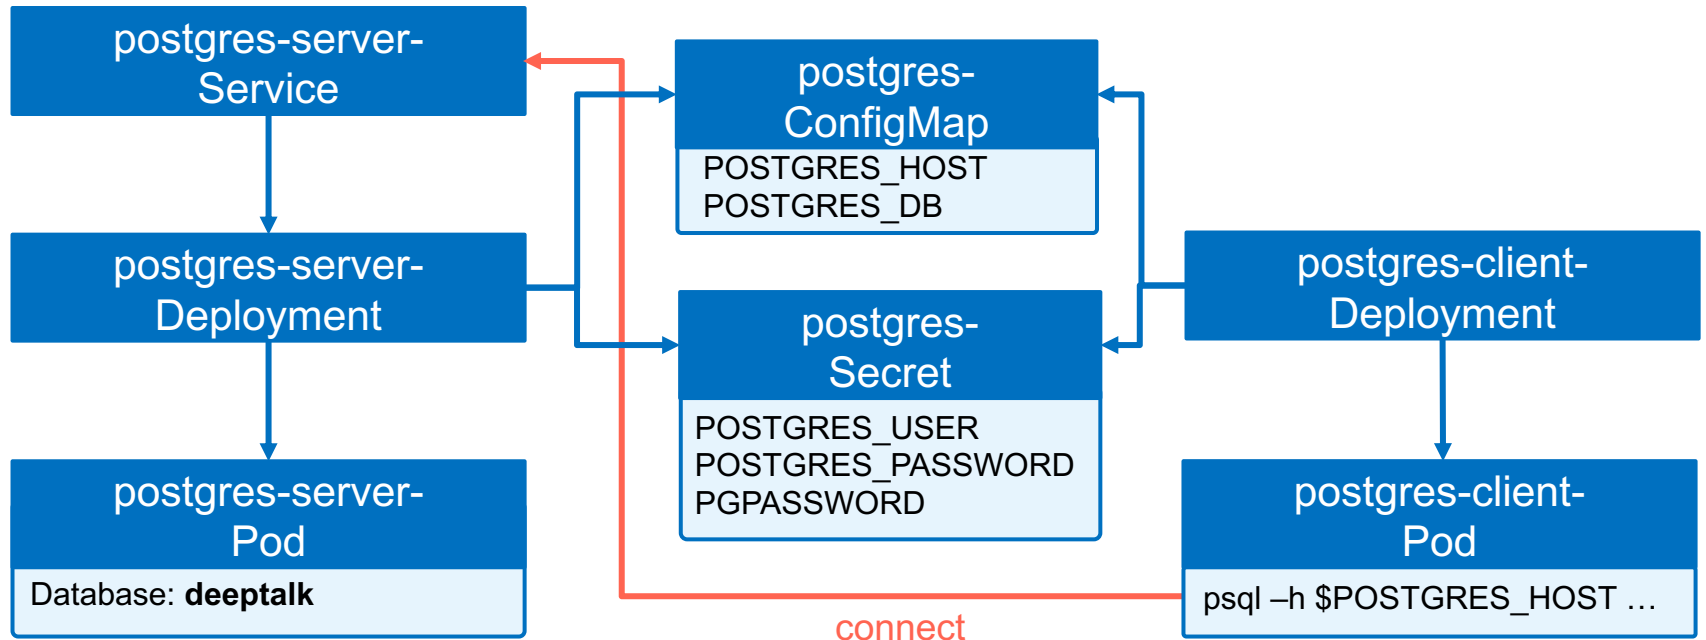 postgres-server-
Service
postgres-
ConfigMap
POSTGRES_HOST
POSTGRES_DB
postgres-server-
Deployment
postgres-
Secret
POSTGRES_USER
POSTGRES_PASSWORD
PGPASSWORD
postgres-client-
Deployment
postgres-server-
Pod
Database: deeptalk
postgres-client-
Pod
psql –h $POSTGRES_HOST …
connect